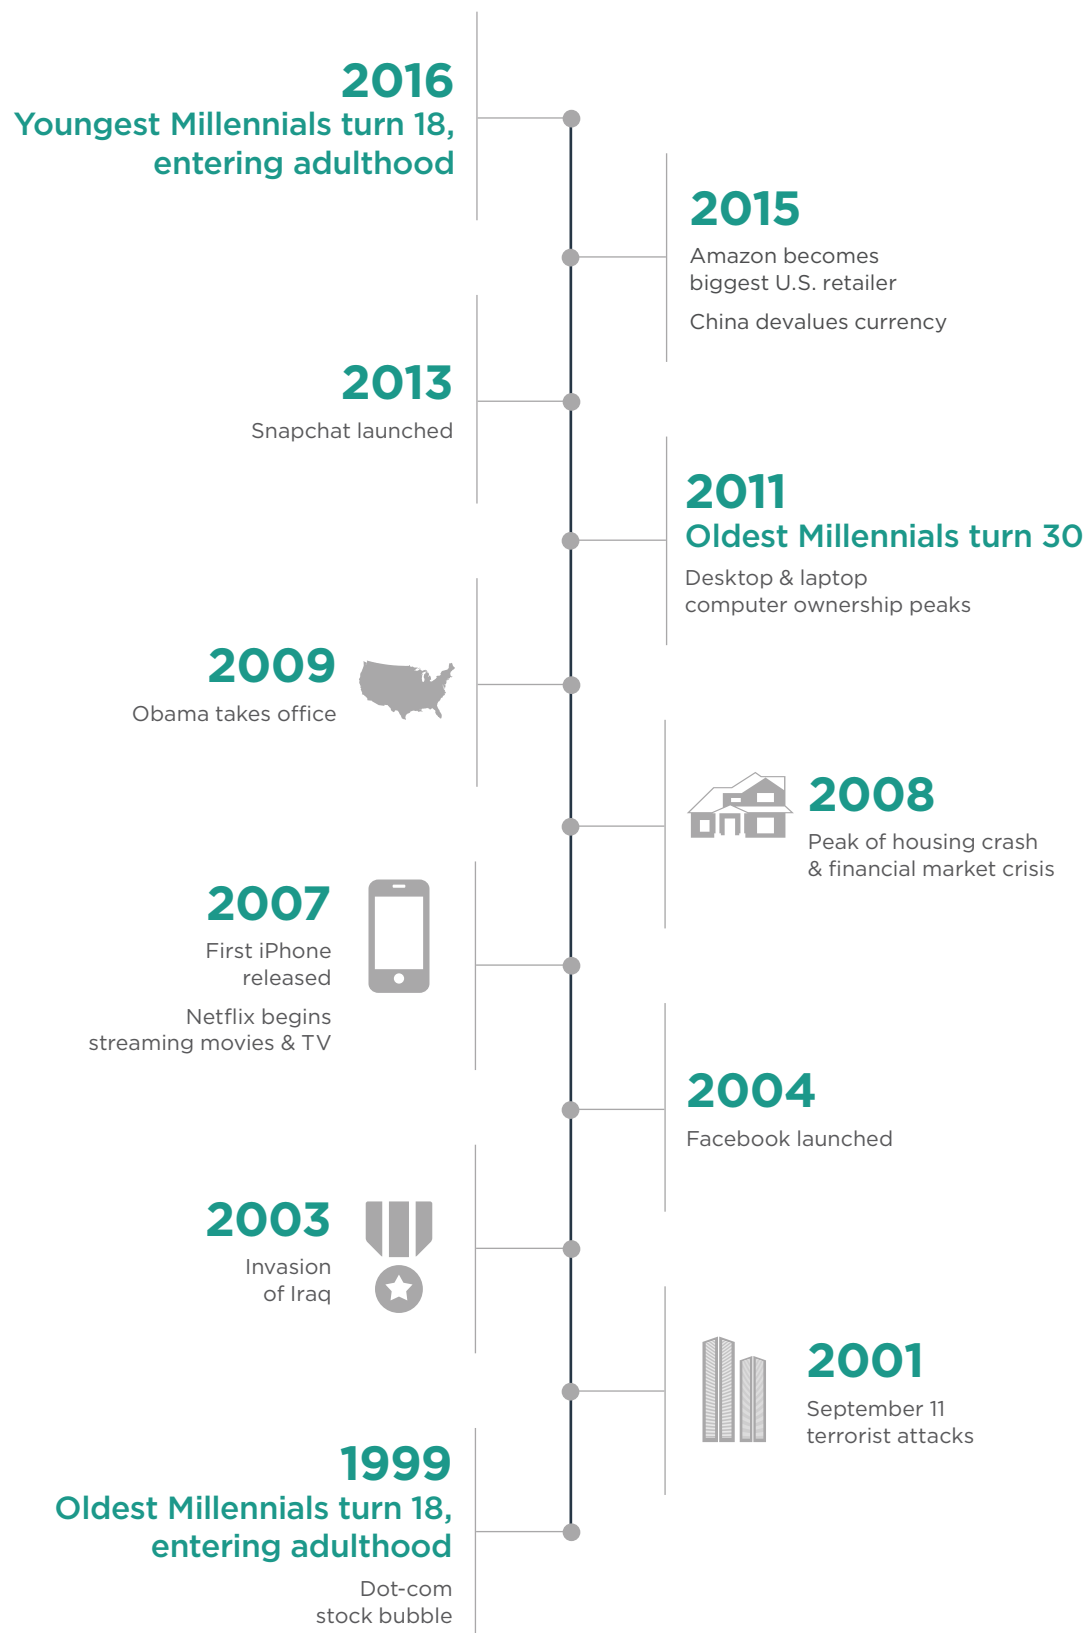 2016
Youngest Millennials turn 18,
entering adulthood
2015
Amazon becomes
biggest U.S. retailer
China devalues currency
2013
Snapchat launched
2011
Oldest Millennials turn 30
Desktop & laptop
computer ownership peaks
2009
Obama takes office
2008
Peak of housing crash
& financial market crisis
2007
First iPhone
released
Netflix begins
streaming movies & TV
2004
Facebook launched
2003
Invasion
of Iraq
2001
September 11
terrorist attacks
1999
Oldest Millennials turn 18,
entering adulthood
Dot-com
stock bubble